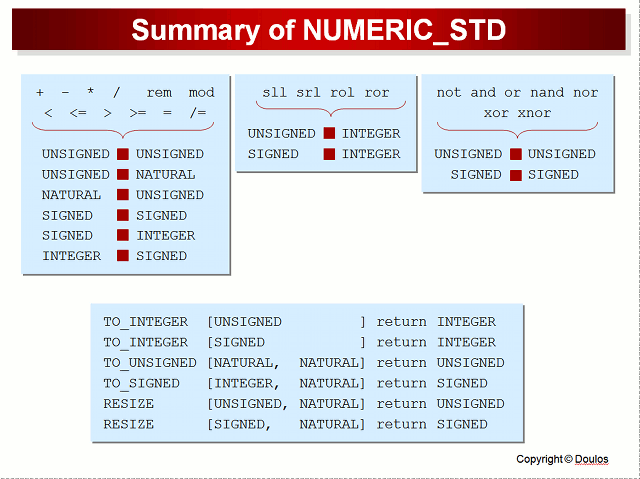 Summary of NUMERIC_STD
+ - * / rem mod
< <= > >= = /=
UNSIGNED UNSIGNED
UNSIGNED NATURAL
NATURAL UNSIGNED
SIGNED SIGNED
SIGNED INTEGER
INTEGER SIGNED
sll srl rol ror
UNSIGNED INTEGER
SIGNED INTEGER
not and or nand nor
xor xnor
UNSIGNED UNSIGNED
SIGNED SIGNED
TO_INTEGER [UNSIGNED ] return INTEGER
TO_INTEGER [SIGNED ] return INTEGER
TO_UNSIGNED [NATURAL, NATURAL] return UNSIGNED
TO_SIGNED [INTEGER, NATURAL] return SIGNED
RESIZE [UNSIGNED, NATURAL] return UNSIGNED
RESIZE [SIGNED, NATURAL] return SIGNED
Copyright © Doulos